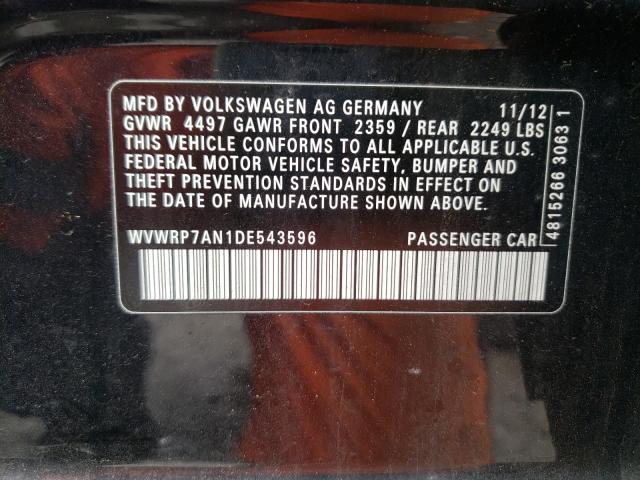 MFD BY VOLKSWAGEN AG GERMANY 11/12
GVWR 4497 GAWR FRONT 2359 / REAR 2249 LBS
THIS VEHICLE CONFORMS TO ALL APPLICABLE U.S.
FEDERAL MOTOR VEHICLE SAFETY, BUMPER AND
THEFT PREVENTION STANDARDS IN EFFECT ON
THE DATE OF MANUFACTURE SHOWN ABOVE.
WVWRP7AN1DE543596 PASSENGER CAR
4815266 3063 1